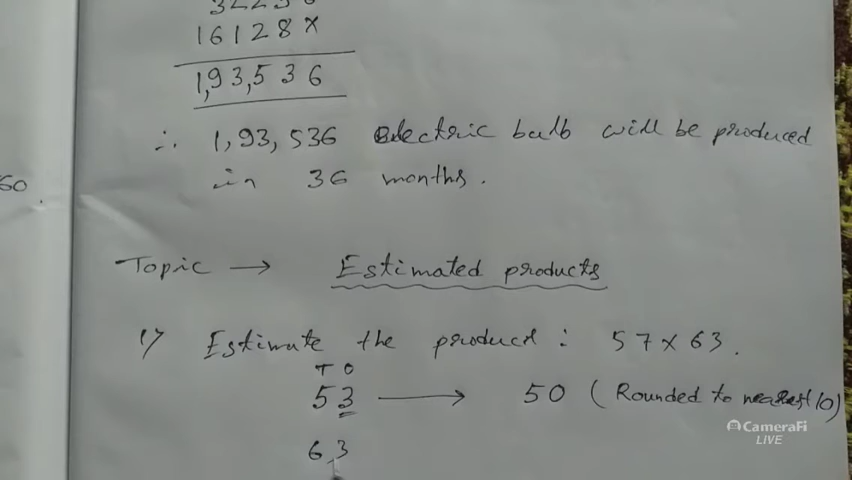 16128X
1,93,536
∴ 1,93,536 electric bulb will be produced
in 36 months.
60
Topic → Estimated products
1) Estimate the product : 57 x 63.
T O
53 → 50 (Rounded to nearest 10)
63
CameraFi
LIVE